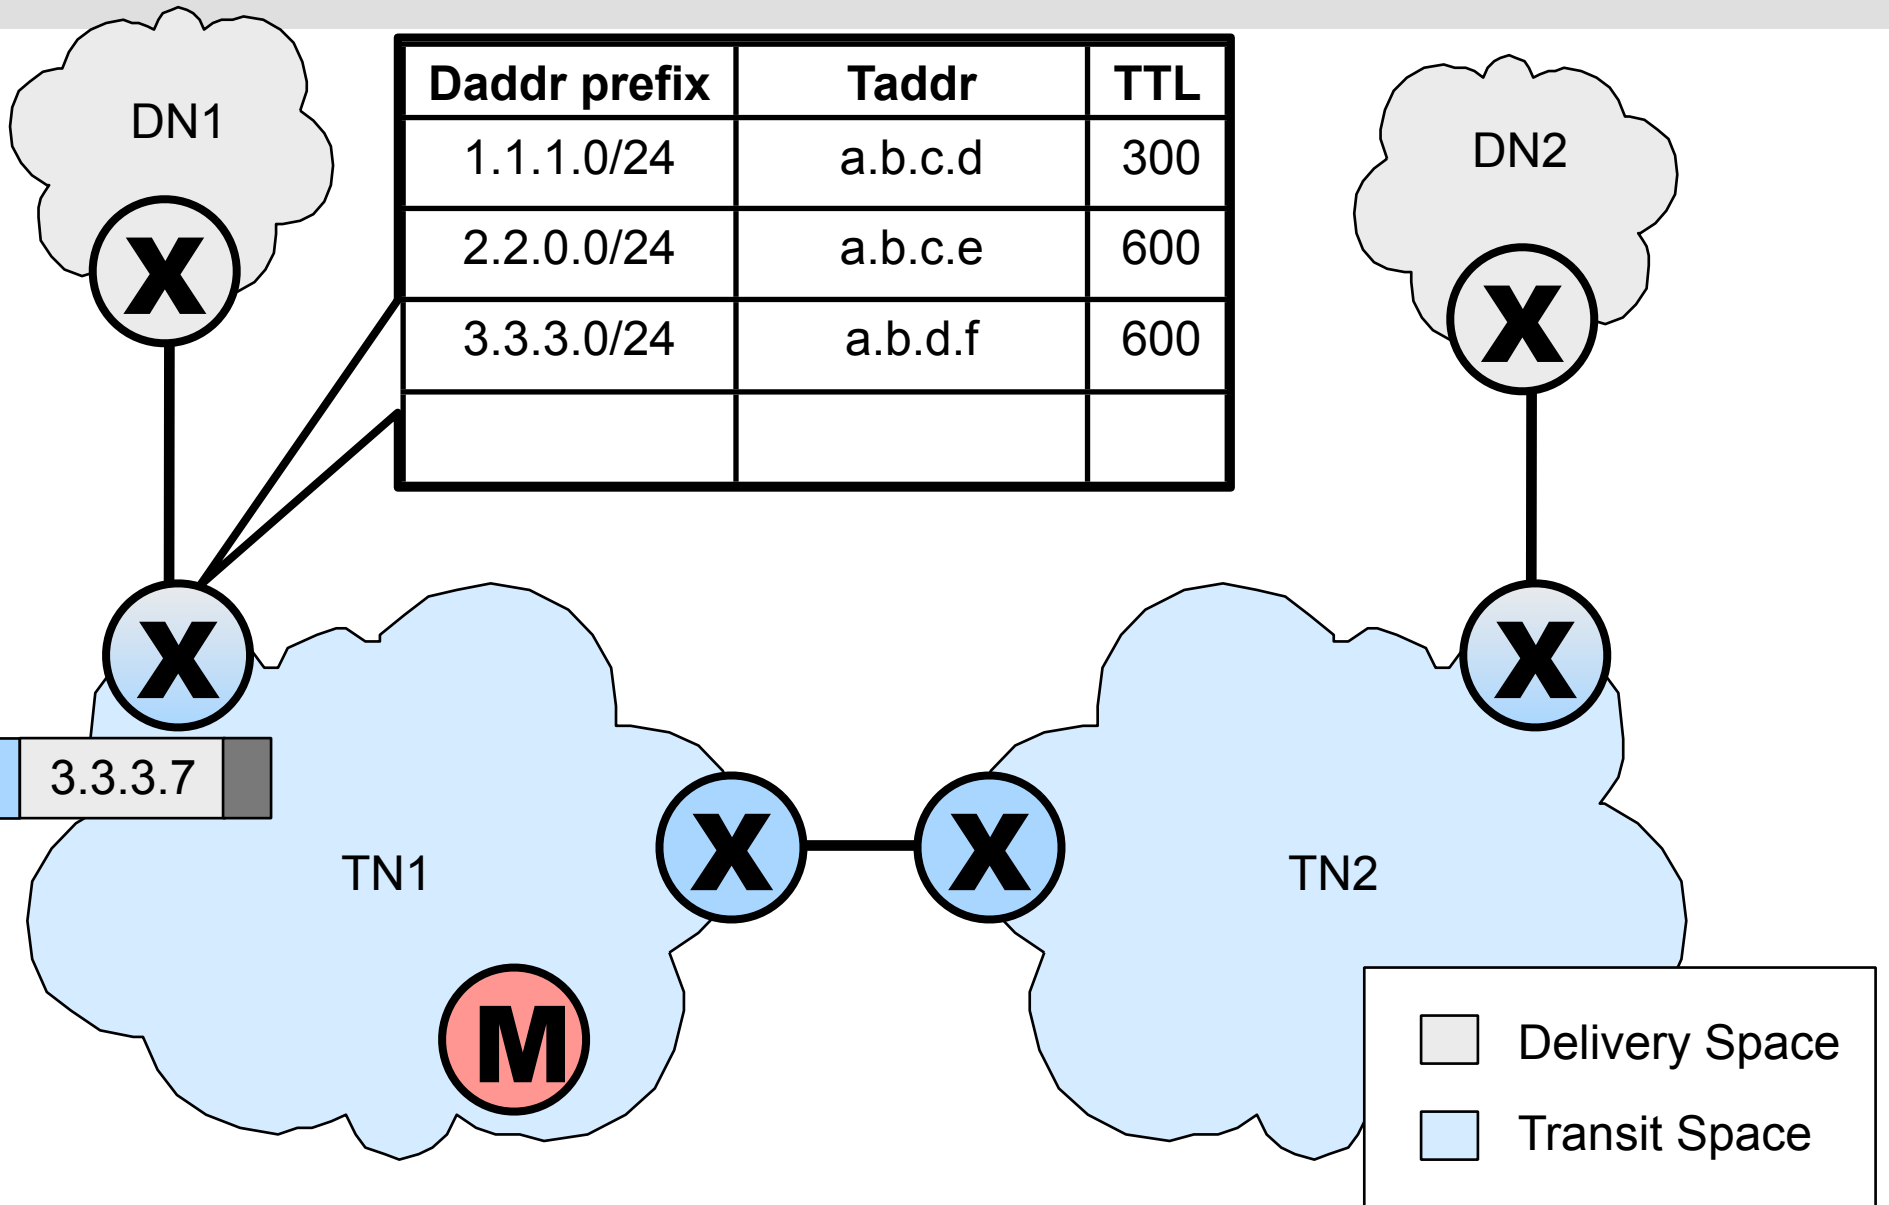 DN1
Daddr prefix Taddr TTL
1.1.1.0/24 a.b.c.d 300
2.2.0.0/24 a.b.c.e 600
3.3.3.0/24 a.b.d.f 600
DN2
X
X
X
X
3.3.3.7
TN1
X
X
TN2
M
Delivery Space
Transit Space